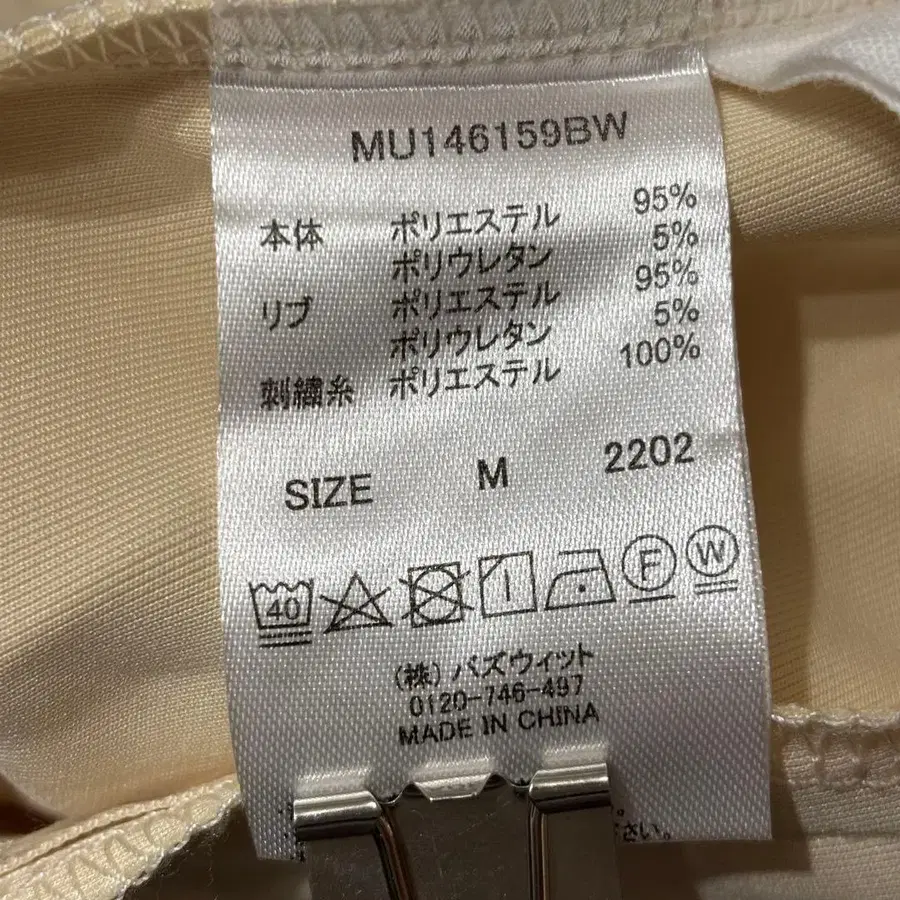 MU146159BW
本体 ポリエステル 95%
ポリウレタン 5%
リブ ポリエステル 95%
ポリウレタン 5%
刺繍糸 ポリエステル 100%
SIZE M 2202
40 F W
(株) バズウィット
0120-746-497
MADE IN CHINA
さい。